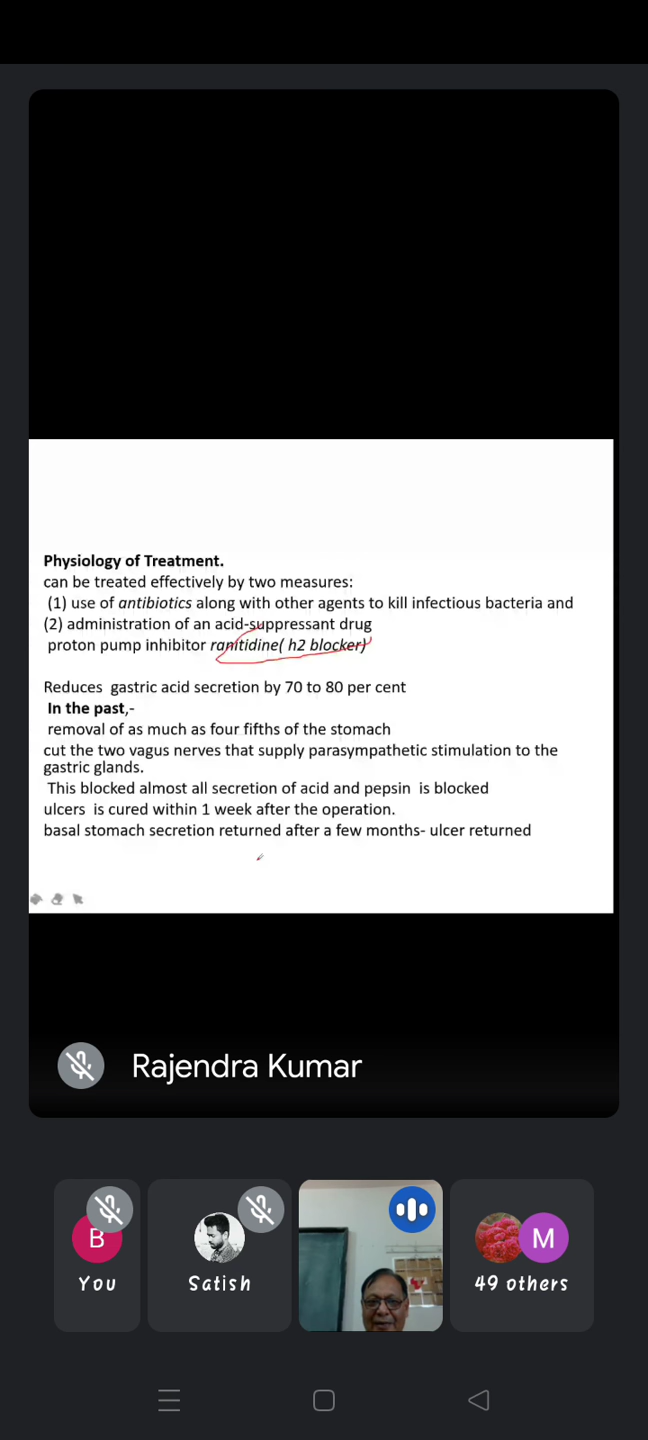 Physiology of Treatment.
can be treated effectively by two measures:
(1) use of antibiotics along with other agents to kill infectious bacteria and
(2) administration of an acid-suppressant drug
proton pump inhibitor ranitidine( h2 blocker)
Reduces gastric acid secretion by 70 to 80 per cent
In the past,-
removal of as much as four fifths of the stomach
cut the two vagus nerves that supply parasympathetic stimulation to the
gastric glands.
This blocked almost all secretion of acid and pepsin is blocked
ulcers is cured within 1 week after the operation.
basal stomach secretion returned after a few months- ulcer returned
Rajendra Kumar
B
M
You
Satish
49 others